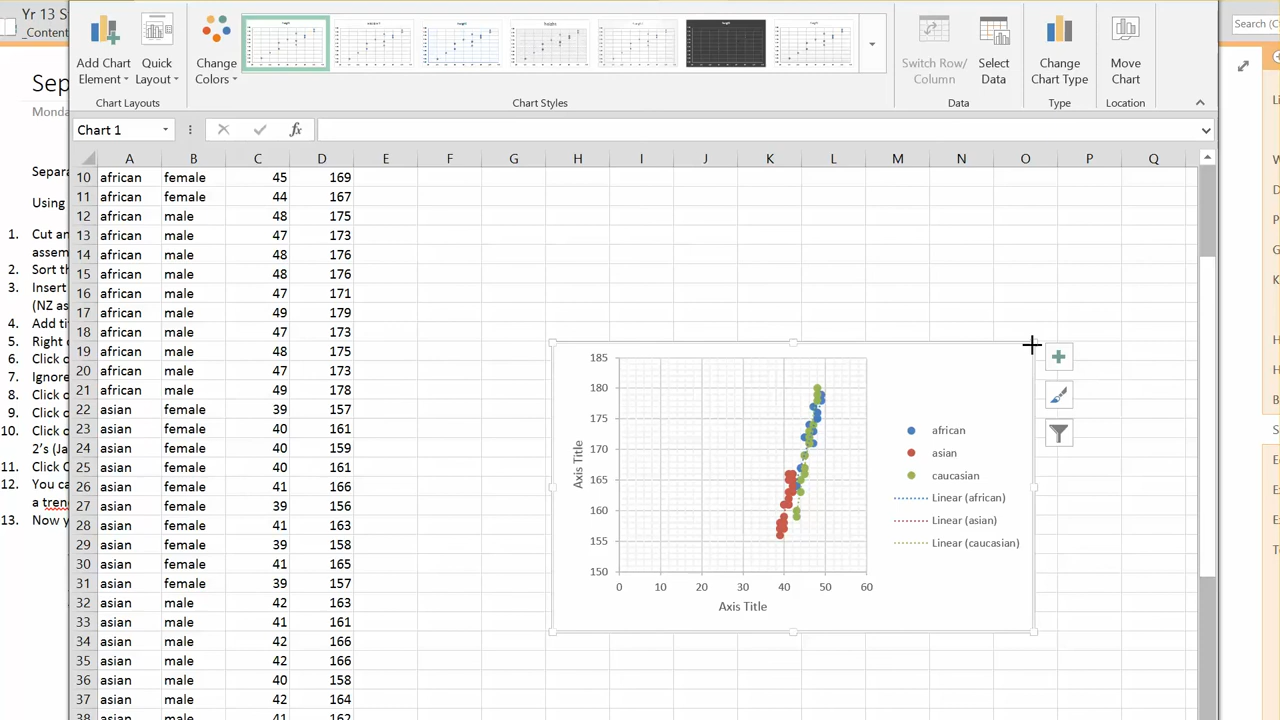 Yr 13 S
Content
Search (C
Add Chart Element
Quick Layout
Change Colors
Switch Row/ Column
Select Data
Change Chart Type
Move Chart
Chart Layouts
Chart Styles
Data
Type
Location
Sep
Monda
Chart 1
fx
A B C D E F G H I J K L M N O P Q
10 african female 45 169
11 african female 44 167
12 african male 48 175
13 african male 47 173
14 african male 48 176
15 african male 48 176
16 african male 47 171
17 african male 49 179
18 african male 47 173
19 african male 48 175
20 african male 47 173
21 african male 49 178
22 asian female 39 157
23 asian female 40 161
24 asian female 40 159
25 asian female 40 161
26 asian female 41 166
27 asian female 39 156
28 asian female 41 163
29 asian female 39 158
30 asian female 41 165
31 asian female 39 157
32 asian male 42 163
33 asian male 41 161
34 asian male 42 166
35 asian male 42 166
36 asian male 40 158
37 asian male 42 164
38 asian male 41 162
Separa
Using
1. Cut an
assem
2. Sort th
3. Insert
(NZ as
4. Add ti
5. Right c
6. Click o
7. Ignore
8. Click o
9. Click o
10. Click o
2's (Ja
11. Click O
12. You ca
a tren
13. Now y
185
180
175
170
165
160
155
150
0 10 20 30 40 50 60
Axis Title
Axis Title
african
asian
caucasian
Linear (african)
Linear (asian)
Linear (caucasian)